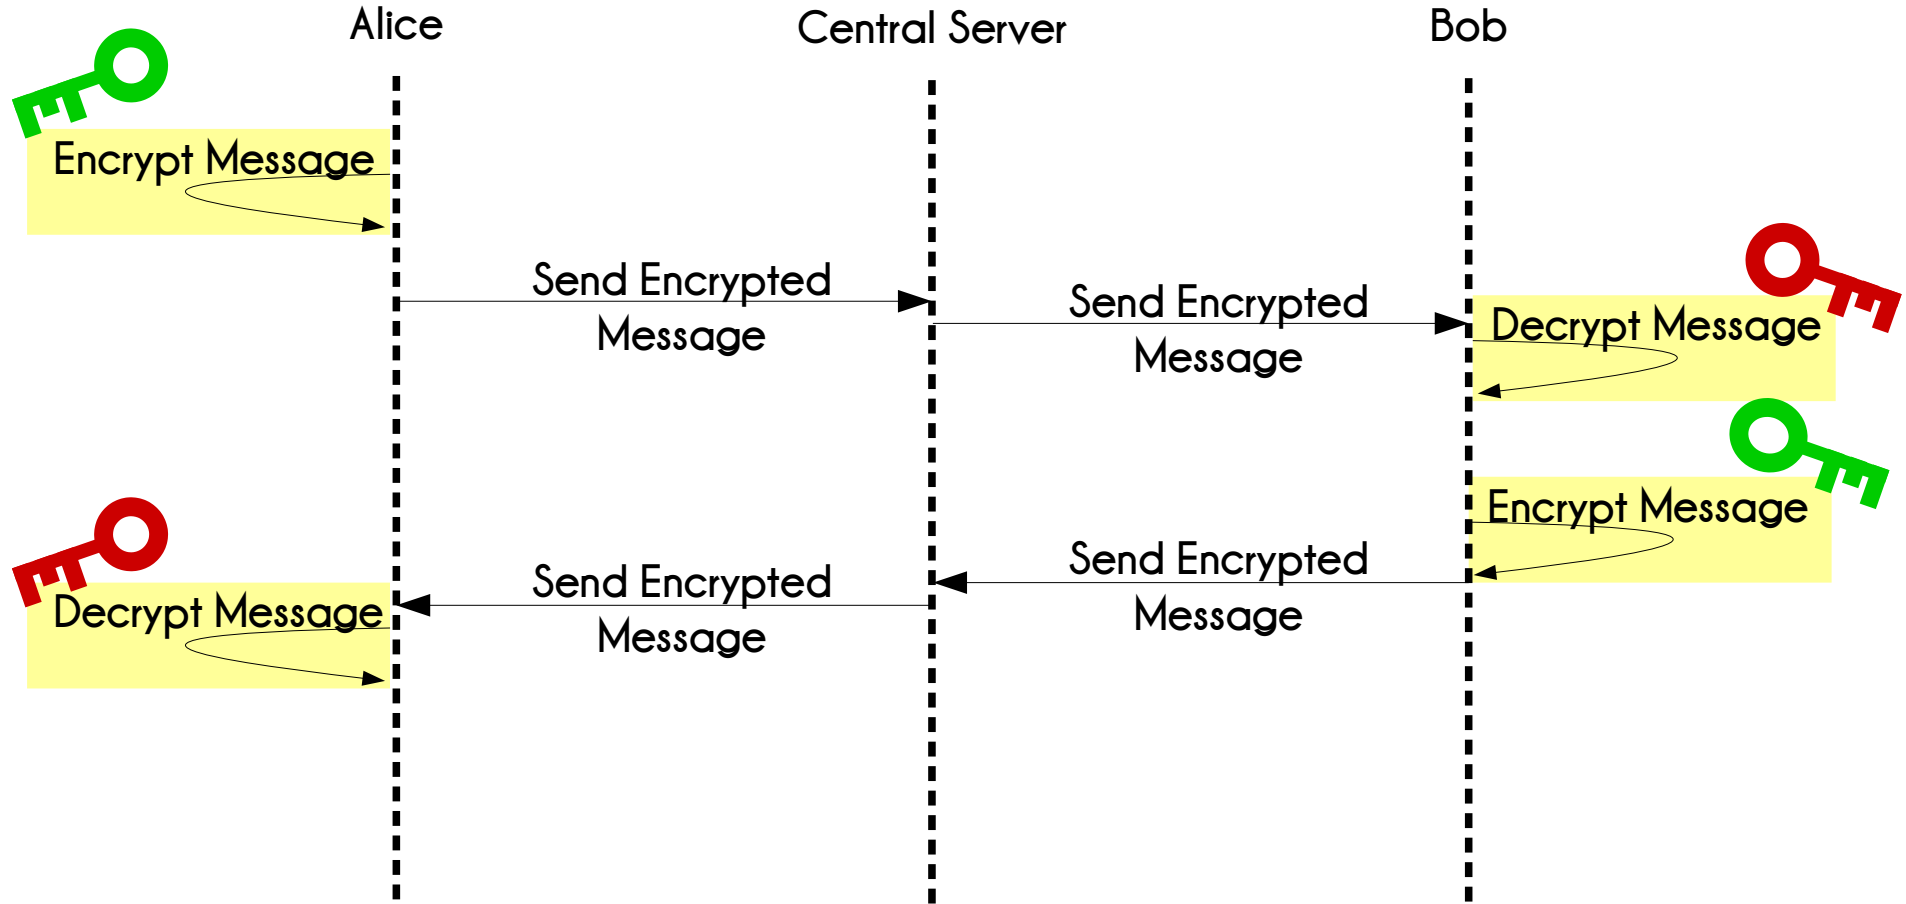 Alice
Central Server
Bob
Encrypt Message
Send Encrypted
Message
Send Encrypted
Message
Decrypt Message
Encrypt Message
Send Encrypted
Message
Send Encrypted
Message
Decrypt Message